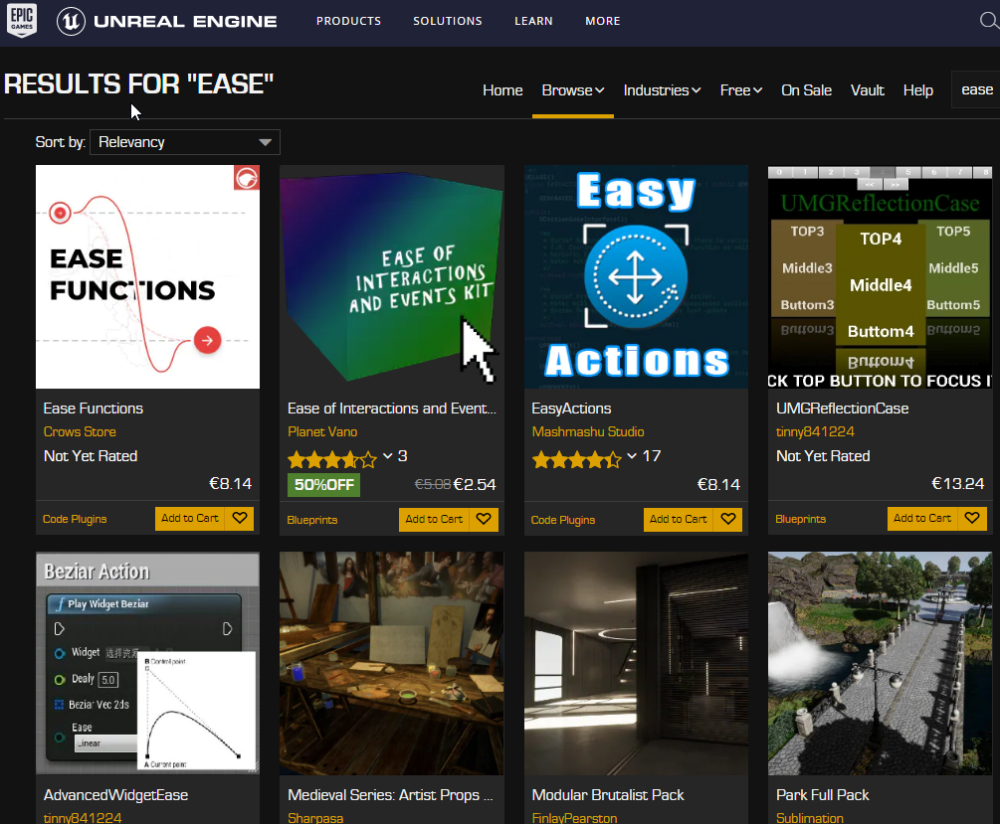 EPIC
GAMES
UNREAL ENGINE
PRODUCTS
SOLUTIONS
LEARN
MORE
RESULTS FOR "EASE"
Home
Browse
Industries
Free
On Sale
Vault
Help
ease
Sort by:
Relevancy
EASE
FUNCTIONS
Ease Functions
Crows Store
Not Yet Rated
€8.14
Code Plugins
Add to Cart
EASE OF
INTERACTIONS
AND EVENTS KIT
Ease of Interactions and Event...
Planet Vano
3
50%OFF
€5.08 €2.54
Blueprints
Add to Cart
Easy
Actions
EasyActions
Mashmashu Studio
17
€8.14
Code Plugins
Add to Cart
0 1 2 3 4 5 6 7 8
<< >>
UMGReflectionCase
TOP3
TOP4
TOP5
Middle3
Middle4
Middle5
Buttom3
Buttom4
Buttom5
Buttom3
Buttom4
Buttom5
CK TOP BUTTON TO FOCUS I
UMGReflectionCase
tinny841224
Not Yet Rated
€13.24
Blueprints
Add to Cart
Beziar Action
f Play Widget Beziar
Widget 选择资源
Dealy 5.0
Beziar Vec 2ds
Ease
Linear
B Control point
A Current point
AdvancedWidgetEase
tinny841224
Medieval Series: Artist Props ...
Sharpasa
Modular Brutalist Pack
FinlayPearston
Park Full Pack
Sublimation